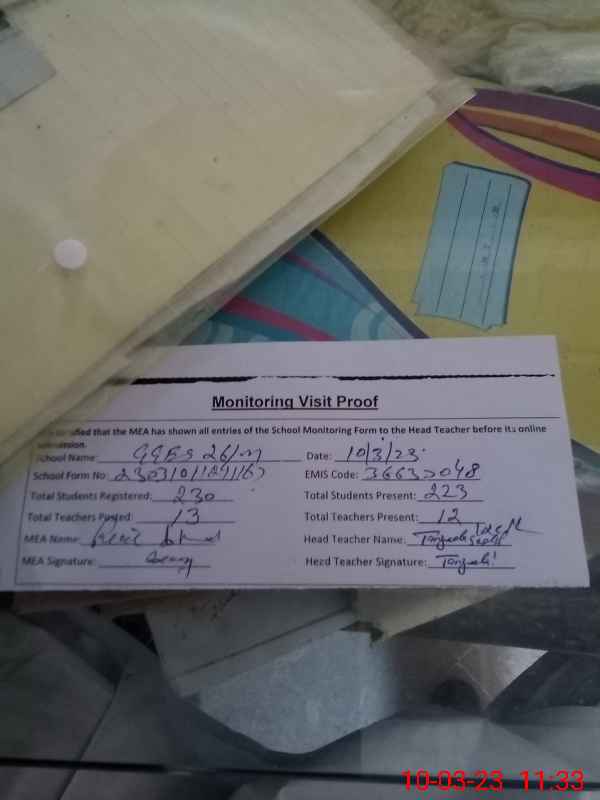 Monitoring Visit Proof
that the MEA has shown all entries of the School Monitoring Form to the Head Teacher before its online
School Name: GGES 26/M Date: 10/3/23
School Form No: EMIS Code: 36630048
Total Students Registered: 230 Total Students Present: 223
Total Teachers Posted: 13 Total Teachers Present: 12
MEA Name: Head Teacher Name: Tanzeela
MEA Signature: Head Teacher Signature: Tanzeela
10-03-23 11:33